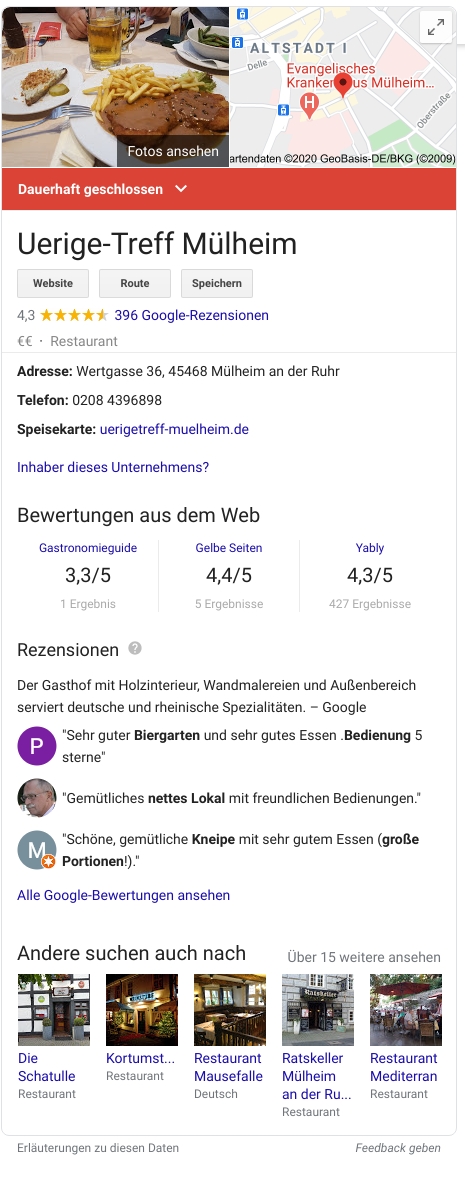 ALTSTADT I
Delle
Evangelisches
Krankenhaus Mülheim...
H
Oberstraße
Fotos ansehen
artendaten ©2020 GeoBasis-DE/BKG (©2009)
Dauerhaft geschlossen
Uerige-Treff Mülheim
Website Route Speichern
4,3 396 Google-Rezensionen
€€ · Restaurant
Adresse: Wertgasse 36, 45468 Mülheim an der Ruhr
Telefon: 0208 4396898
Speisekarte: uerigetreff-muelheim.de
Inhaber dieses Unternehmens?
Bewertungen aus dem Web
Gastronomieguide Gelbe Seiten Yably
3,3/5 4,4/5 4,3/5
1 Ergebnis 5 Ergebnisse 427 Ergebnisse
Rezensionen ?
Der Gasthof mit Holzinterieur, Wandmalereien und Außenbereich
serviert deutsche und rheinische Spezialitäten. – Google
P "Sehr guter Biergarten und sehr gutes Essen .Bedienung 5
sterne"
"Gemütliches nettes Lokal mit freundlichen Bedienungen."
M "Schöne, gemütliche Kneipe mit sehr gutem Essen (große
Portionen!)."
Alle Google-Bewertungen ansehen
Andere suchen auch nach Über 15 weitere ansehen
Ratskeller
Die
Schatulle
Restaurant
Kortumst...
Restaurant
Restaurant
Mausefalle
Deutsch
Ratskeller
Mülheim
an der Ru...
Restaurant
Restaurant
Mediterran
Restaurant
Erläuterungen zu diesen Daten Feedback geben